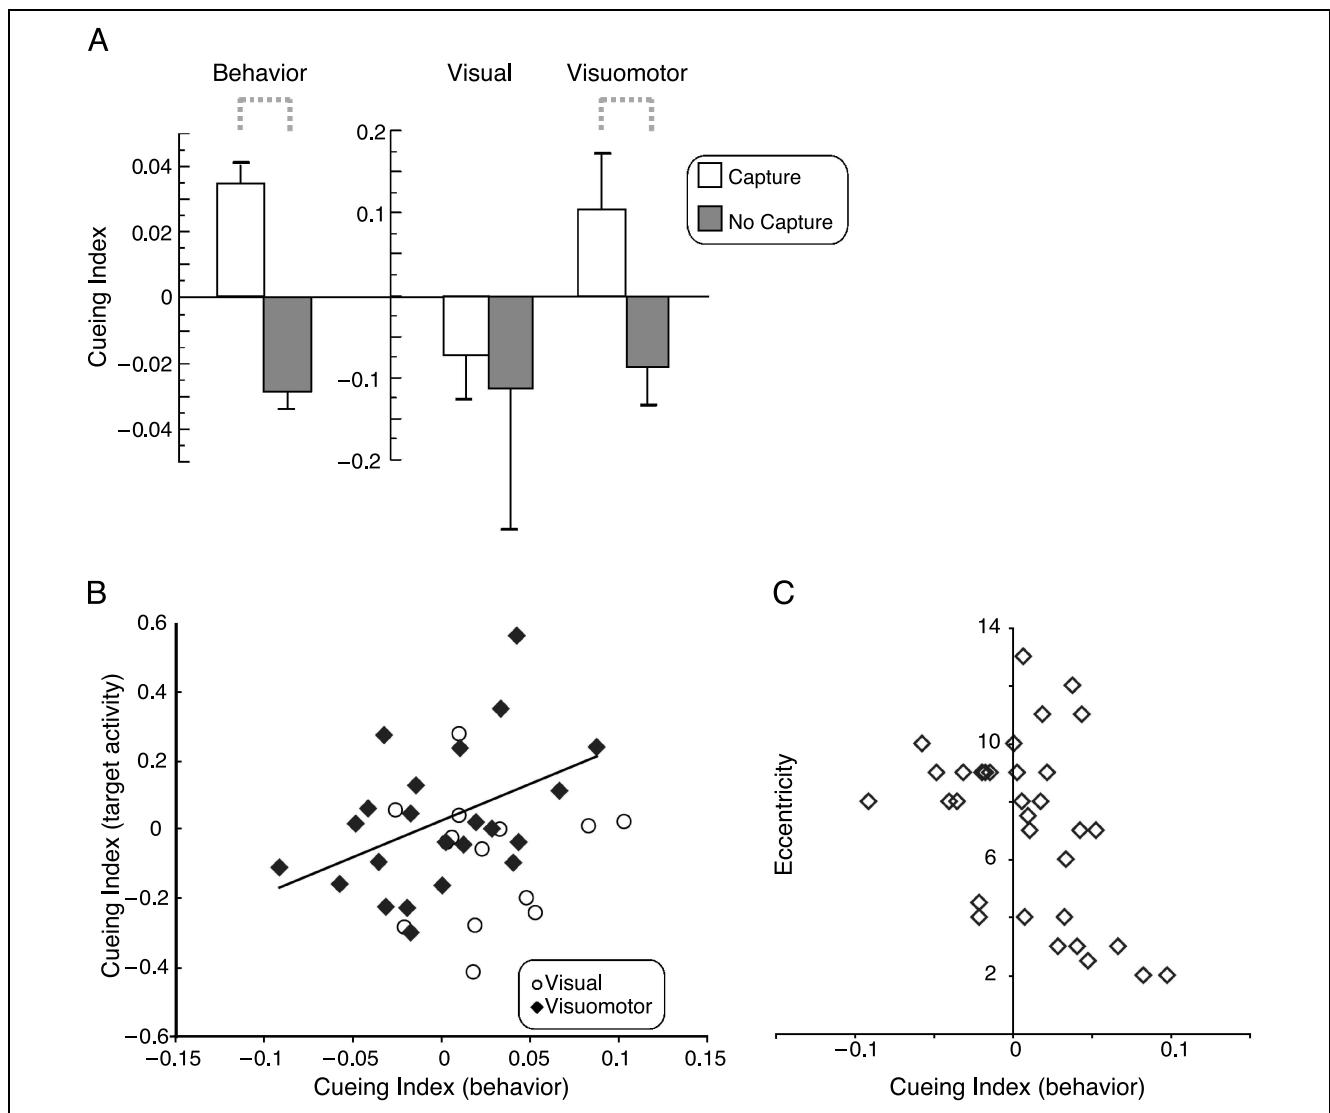 A
Behavior
Visual
Visuomotor
Cueing Index
0.04
0.02
0
−0.02
−0.04
0.2
0.1
−0.1
−0.2
Capture
No Capture
B
Cueing Index (target activity)
0.6
0.4
0.2
0
−0.2
−0.4
−0.6
−0.15
−0.1
−0.05
0
0.05
0.1
0.15
Cueing Index (behavior)
Visual
Visuomotor
C
Eccentricity
14
10
6
2
−0.1
0
0.1
Cueing Index (behavior)